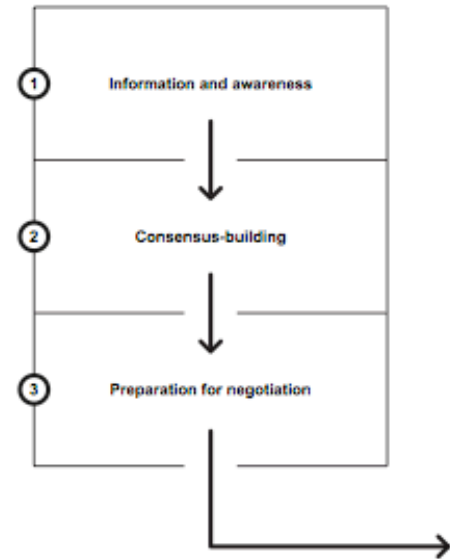 1
Information and awareness
2
Consensus-building
3
Preparation for negotiation